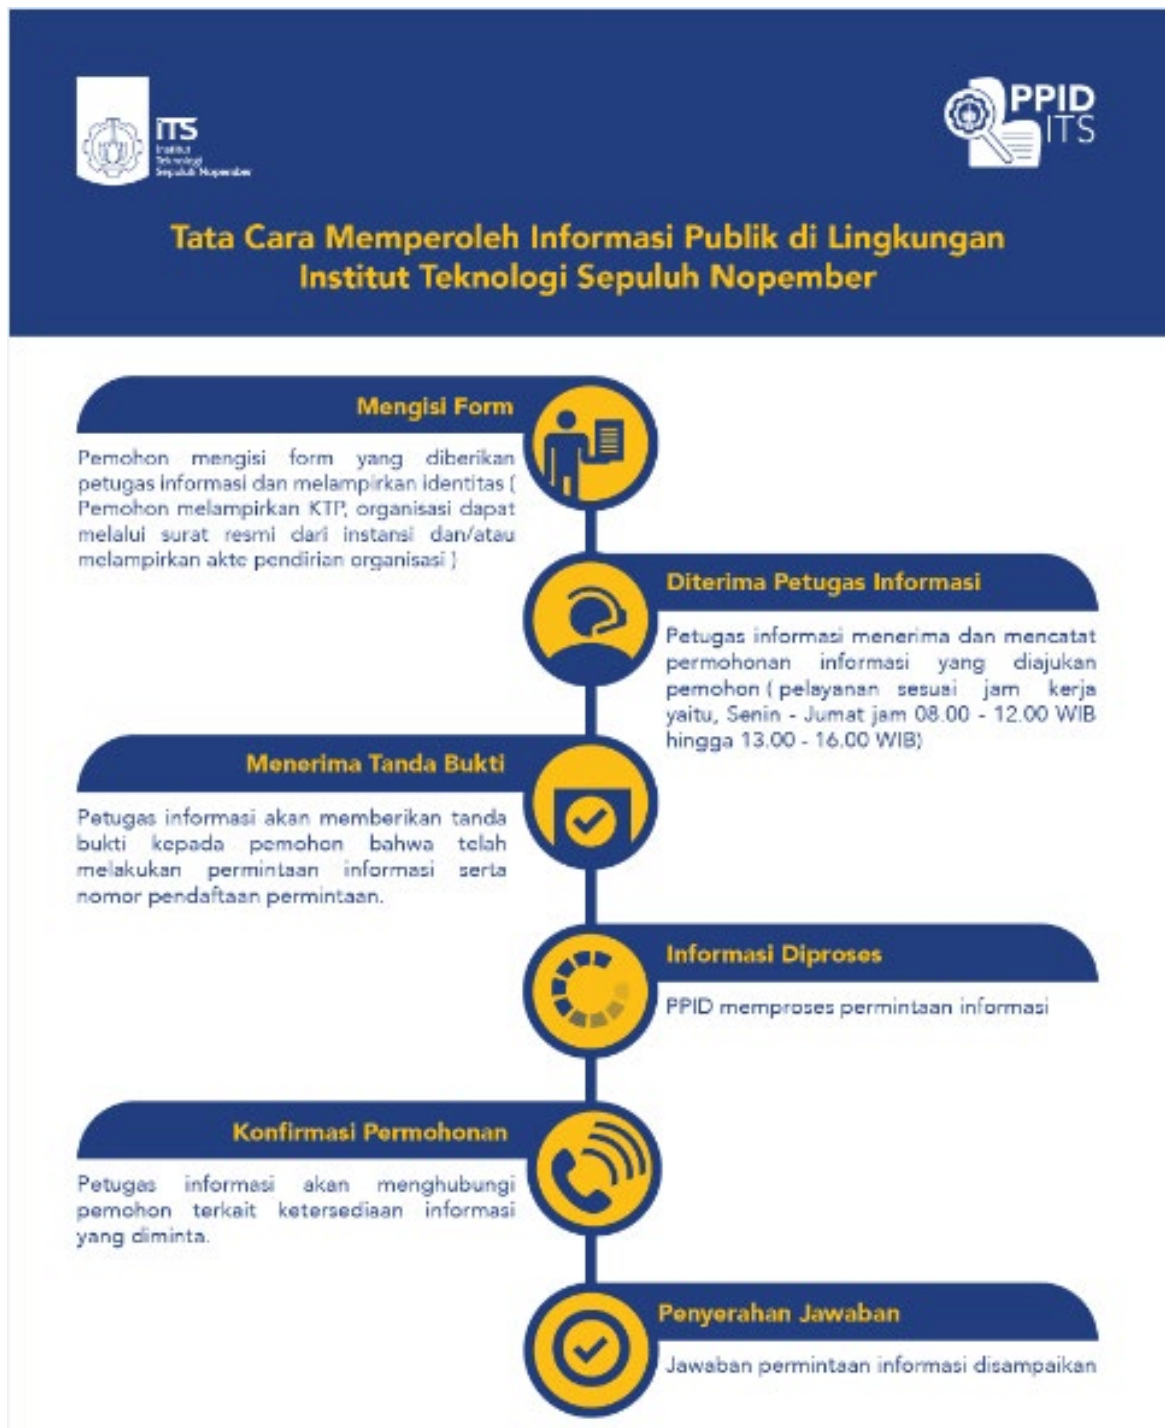 iTS
Institut
Teknologi
Sepuluh Nopember
PPID
ITS
Tata Cara Memperoleh Informasi Publik di Lingkungan
Institut Teknologi Sepuluh Nopember
Mengisi Form
Pemohon mengisi form yang diberikan
petugas informasi dan melampirkan identitas (
Pemohon melampirkan KTP, organisasi dapat
melalui surat resmi dari instansi dan/atau
melampirkan akte pendirian organisasi )
Diterima Petugas Informasi
Petugas informasi menerima dan mencatat
permohonan informasi yang diajukan
pemohon ( pelayanan sesuai jam kerja
yaitu, Senin - Jumat jam 08.00 - 12.00 WIB
hingga 13.00 - 16.00 WIB)
Menerima Tanda Bukti
Petugas informasi akan memberikan tanda
bukti kepada pemohon bahwa telah
melakukan permintaan informasi serta
nomor pendaftaan permintaan.
Informasi Diproses
PPID memproses permintaan informasi
Konfirmasi Permohonan
Petugas informasi akan menghubungi
pemohon terkait ketersediaan informasi
yang diminta.
Penyerahan Jawaban
Jawaban permintaan informasi disampaikan